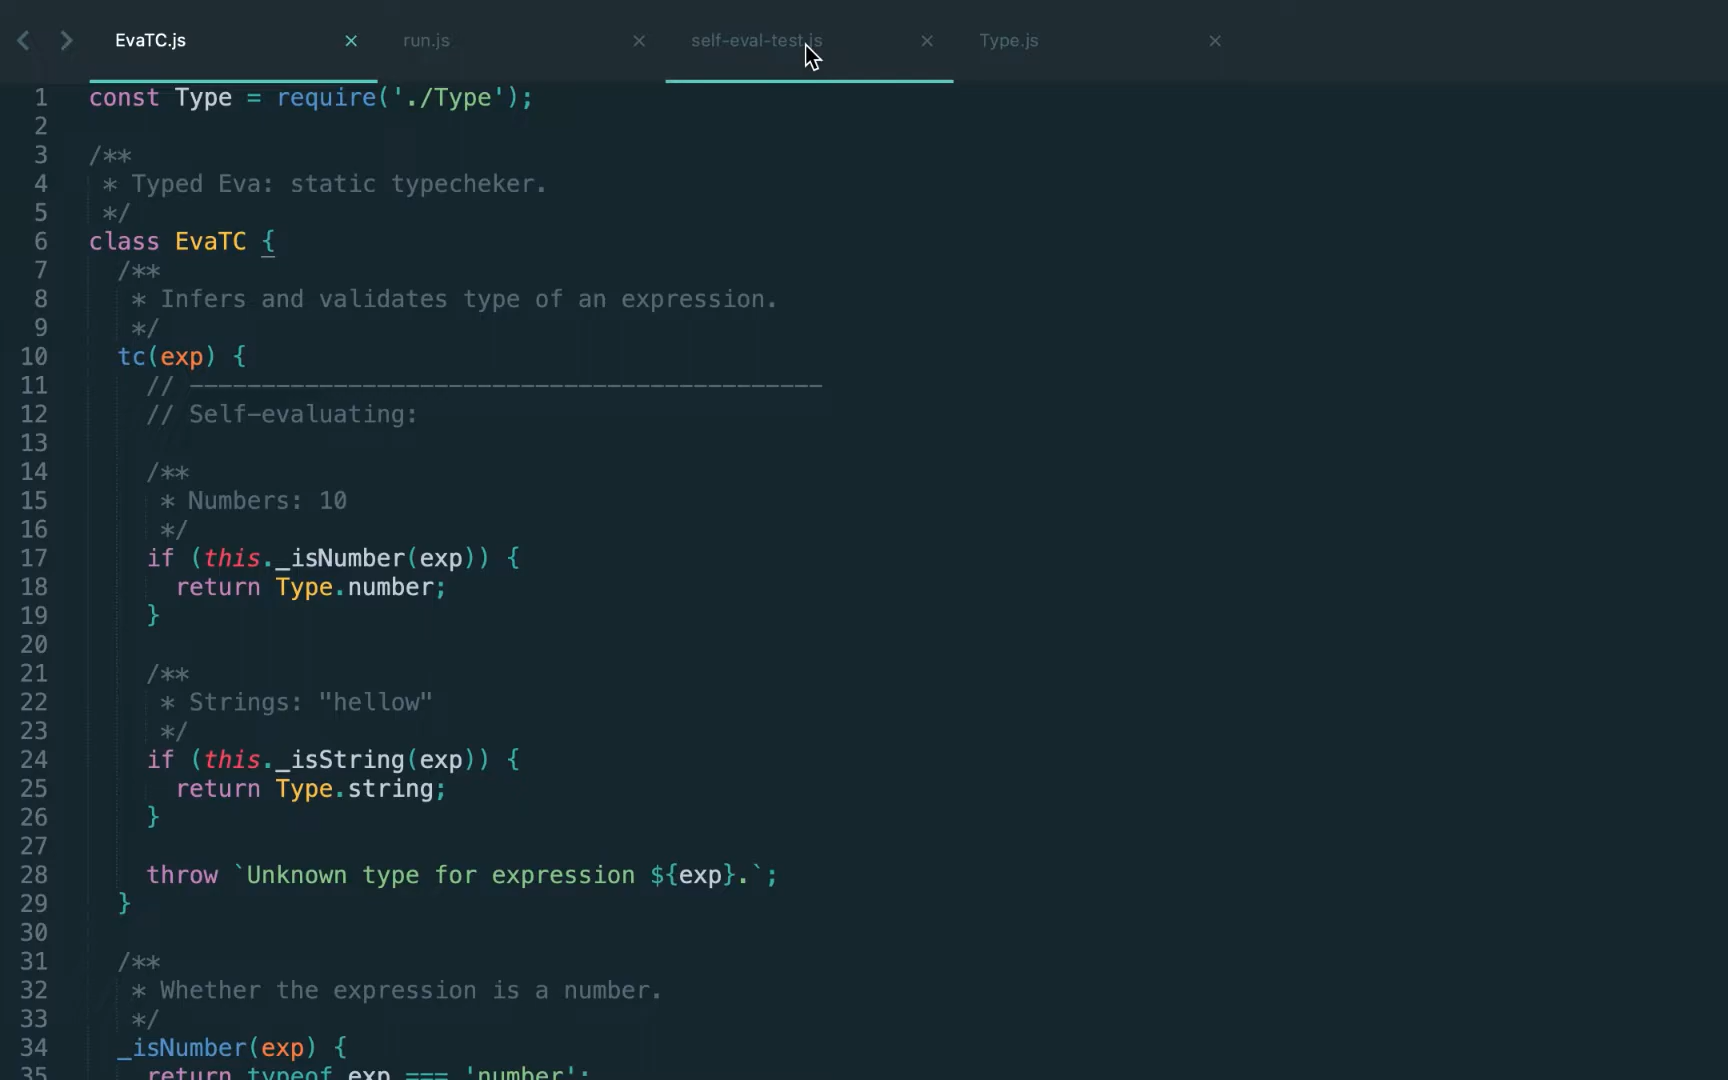 EvaTC.js × run.js × self-eval-test.js × Type.js ×
1 const Type = require('./Type');
2
3 /**
4 * Typed Eva: static typecheker.
5 */
6 class EvaTC {
7 /**
8 * Infers and validates type of an expression.
9 */
10 tc(exp) {
11 // --------------------------------------------
12 // Self-evaluating:
13
14 /**
15 * Numbers: 10
16 */
17 if (this._isNumber(exp)) {
18 return Type.number;
19 }
20
21 /**
22 * Strings: "hellow"
23 */
24 if (this._isString(exp)) {
25 return Type.string;
26 }
27
28 throw `Unknown type for expression ${exp}.`;
29 }
30
31 /**
32 * Whether the expression is a number.
33 */
34 _isNumber(exp) {
35 return typeof exp === 'number';